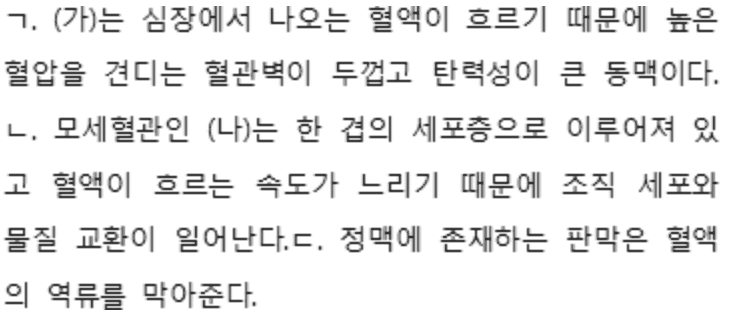 ㄱ. (가)는 심장에서 나오는 혈액이 흐르기 때문에 높은
혈압을 견디는 혈관벽이 두껍고 탄력성이 큰 동맥이다.
ㄴ. 모세혈관인 (나)는 한 겹의 세포층으로 이루어져 있
고 혈액이 흐르는 속도가 느리기 때문에 조직 세포와
물질 교환이 일어난다.ㄷ. 정맥에 존재하는 판막은 혈액
의 역류를 막아준다.